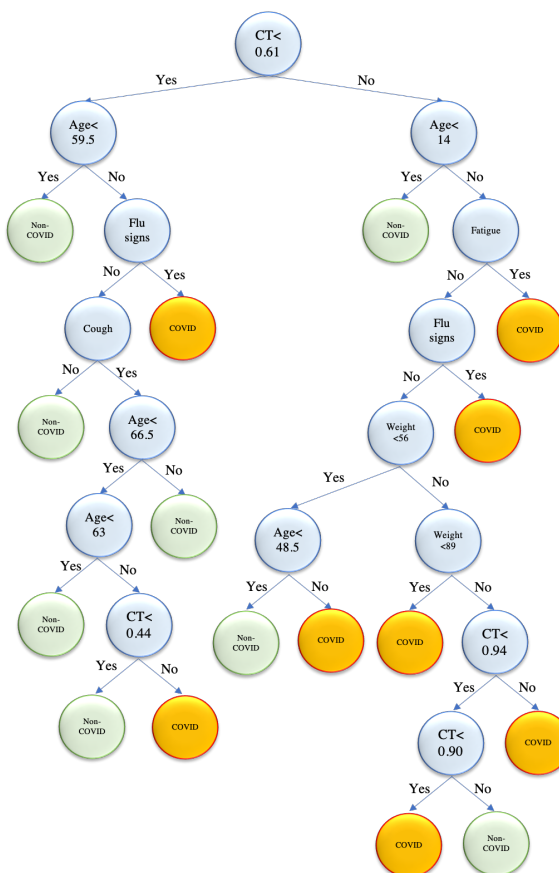 CT<
0.61
Yes
No
Age<
59.5
Age<
14
Yes
No
Yes
No
Non-
COVID
Flu
signs
Non-
COVID
Fatigue
No
Yes
No
Yes
Cough
COVID
Flu
signs
COVID
No
Yes
No
Yes
Non-
COVID
Age<
66.5
Weight
<56
COVID
Yes
No
Yes
No
Age<
63
Non-
COVID
Age<
48.5
Weight
<89
Yes
No
Yes
No
Yes
No
Non-
COVID
CT<
0.44
Non-
COVID
COVID
COVID
CT<
0.94
Yes
No
Yes
No
Non-
COVID
COVID
CT<
0.90
COVID
Yes
No
COVID
Non-
COVID